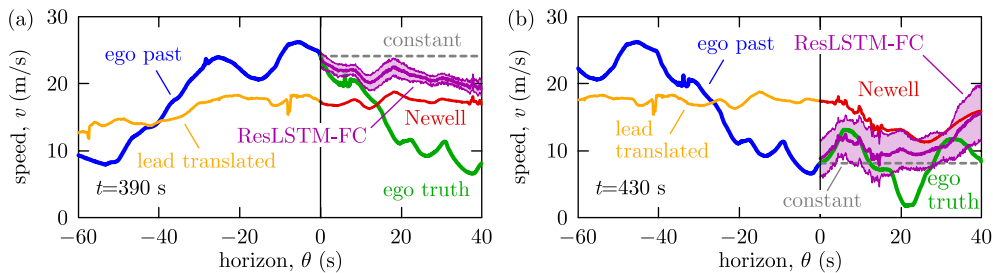 (a)
30
20
10
0
speed, v (m/s)
ego past
constant
ResLSTM-FC
Newell
lead translated
t=390 s
ego truth
−60 −40 −20 0 20 40
horizon, θ (s)
(b)
30
20
10
0
speed, v (m/s)
ego past
ResLSTM-FC
Newell
lead
translated
t=430 s
constant
ego
truth
−60 −40 −20 0 20 40
horizon, θ (s)